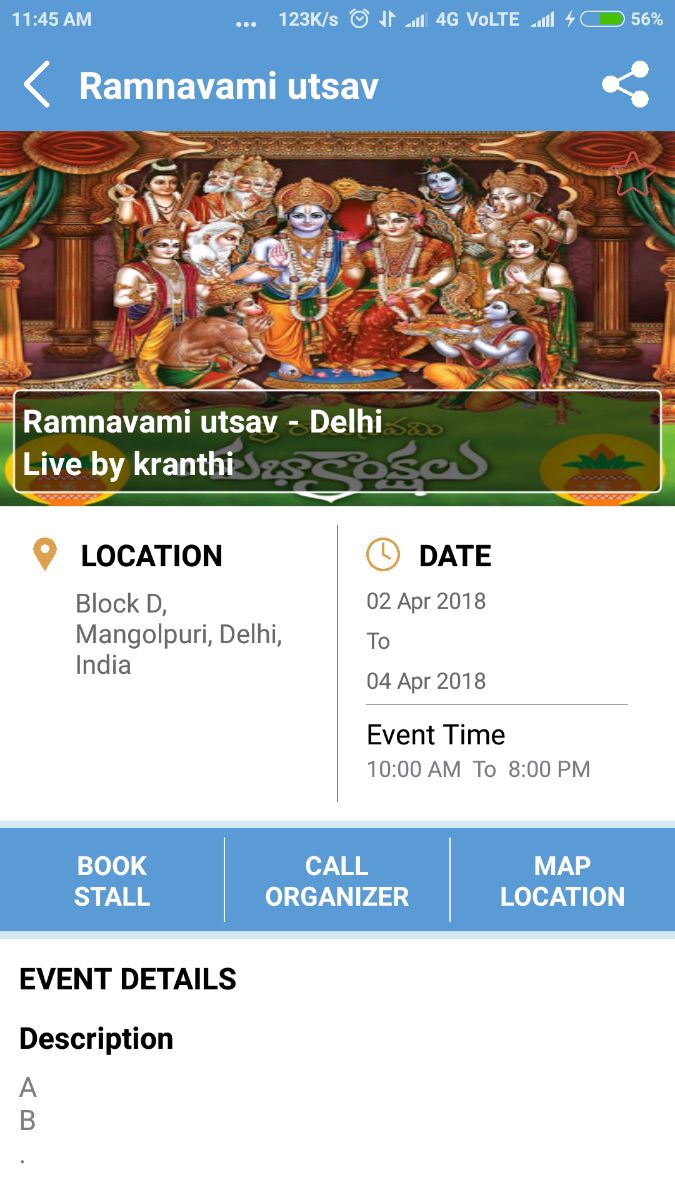 11:45 AM ... 123K/s 4G VoLTE 56%
Ramnavami utsav
Ramnavami utsav - Delhi
Live by kranthi
శుభాకాంక్షలు
LOCATION
Block D,
Mangolpuri, Delhi,
India
DATE
02 Apr 2018
To
04 Apr 2018
Event Time
10:00 AM To 8:00 PM
BOOK
STALL
CALL
ORGANIZER
MAP
LOCATION
EVENT DETAILS
Description
A
B
.